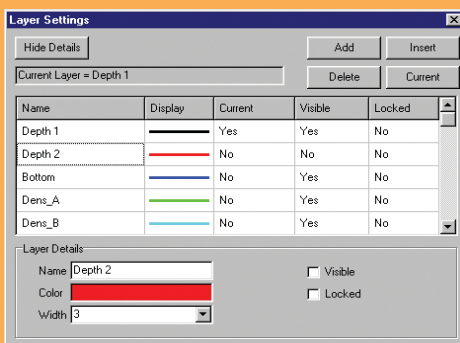 Layer Settings
Hide Details Add Insert
Current Layer = Depth 1 Delete Current
Name Display Current Visible Locked
Depth 1 Yes Yes No
Depth 2 No No No
Bottom No Yes No
Dens_A No Yes No
Dens_B No Yes No
Layer Details
Name Depth 2 Visible
Color Locked
Width 3